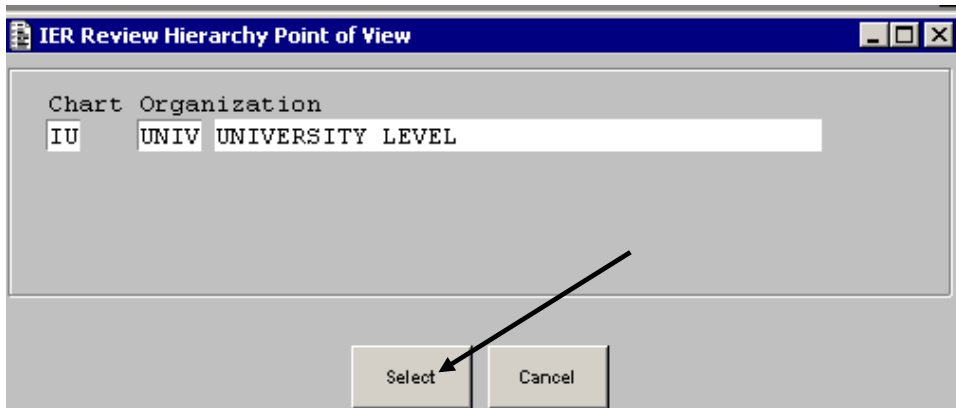 IER Review Hierarchy Point of View
Chart Organization
IU UNIV UNIVERSITY LEVEL
Select Cancel